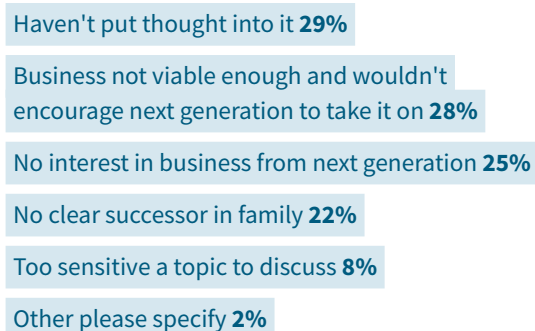 Haven't put thought into it 29%
Business not viable enough and wouldn't
encourage next generation to take it on 28%
No interest in business from next generation 25%
No clear successor in family 22%
Too sensitive a topic to discuss 8%
Other please specify 2%